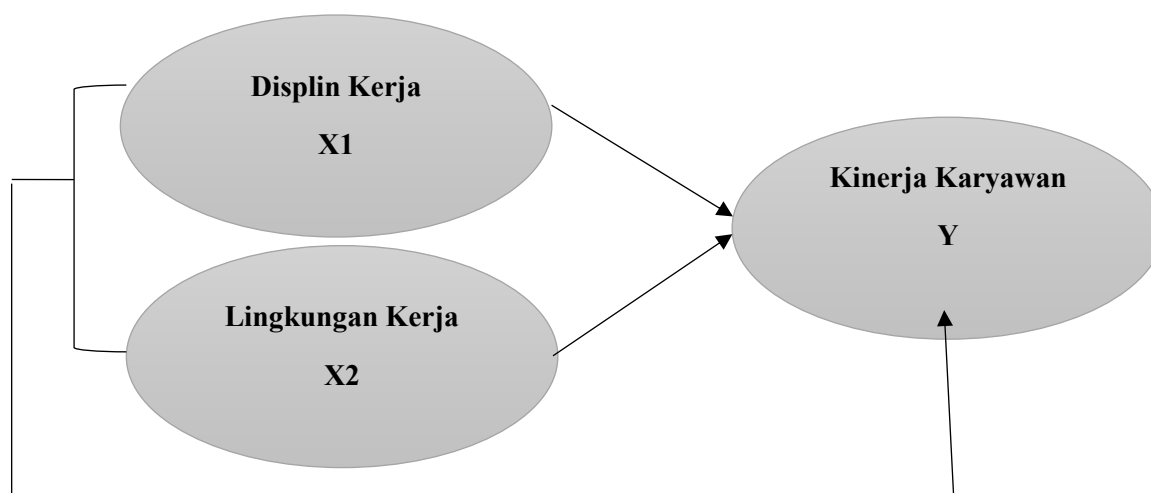 Displin Kerja
X1
Kinerja Karyawan
Y
Lingkungan Kerja
X2